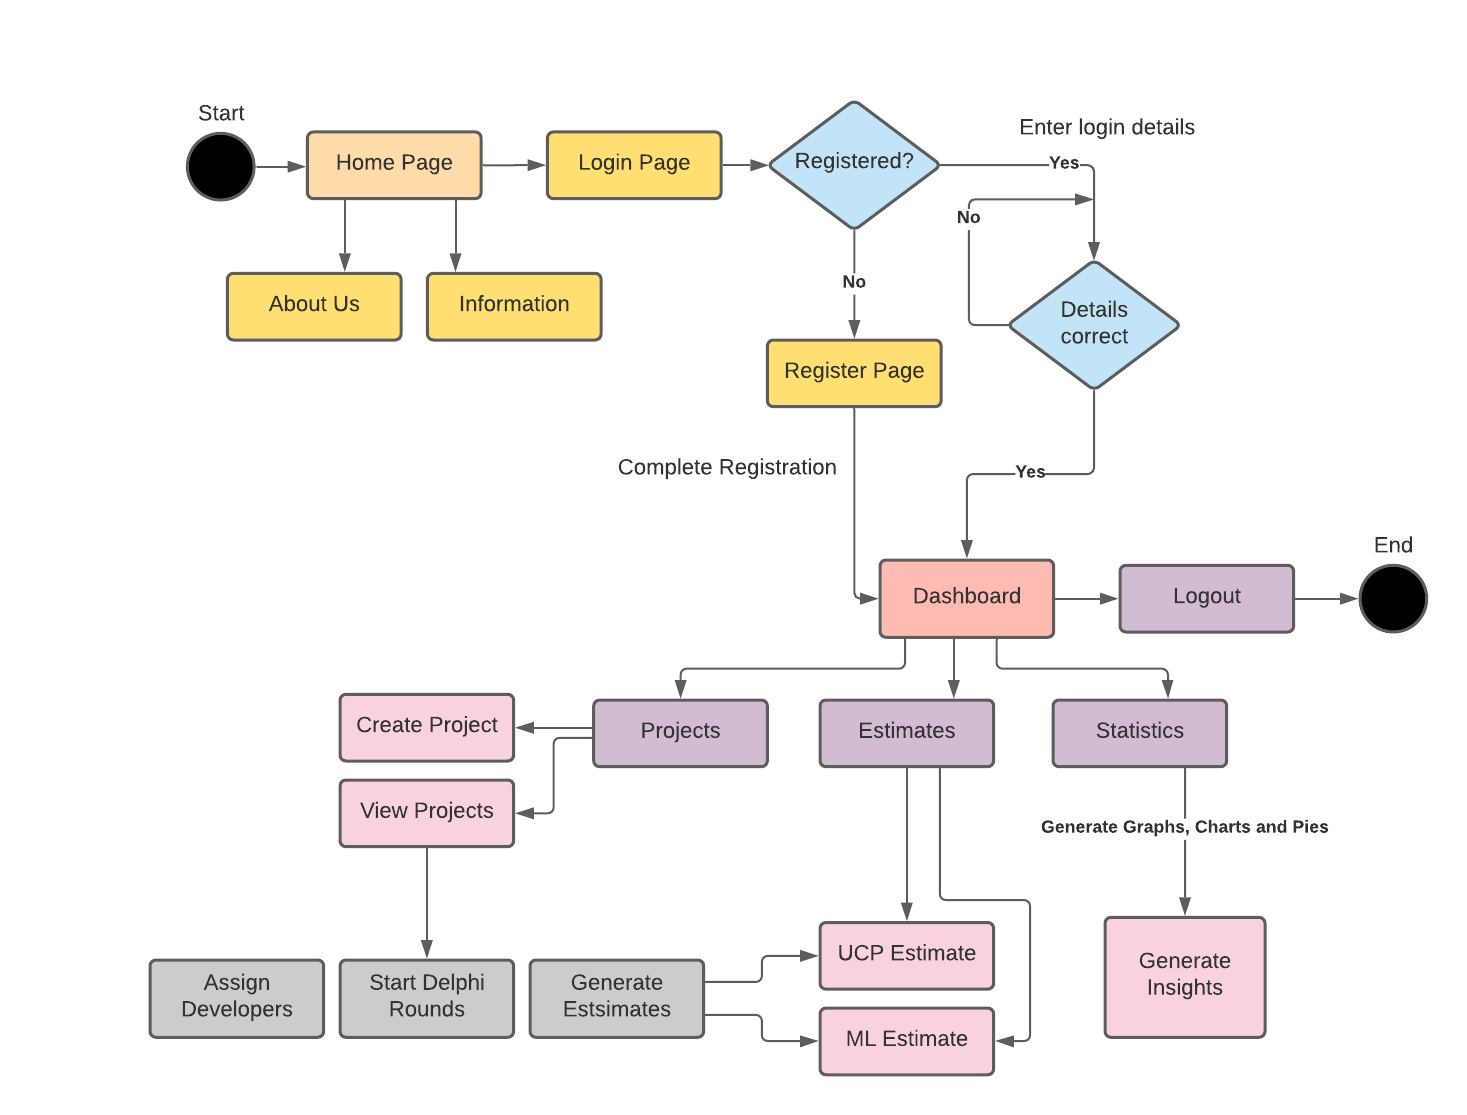 Start
Home Page
Login Page
Registered?
Enter login details
Yes
No
About Us
Information
No
Details
correct
Register Page
Complete Registration
Yes
End
Dashboard
Logout
Create Project
Projects
Estimates
Statistics
View Projects
Generate Graphs, Charts and Pies
UCP Estimate
Generate
Insights
Assign
Developers
Start Delphi
Rounds
Generate
Estsimates
ML Estimate